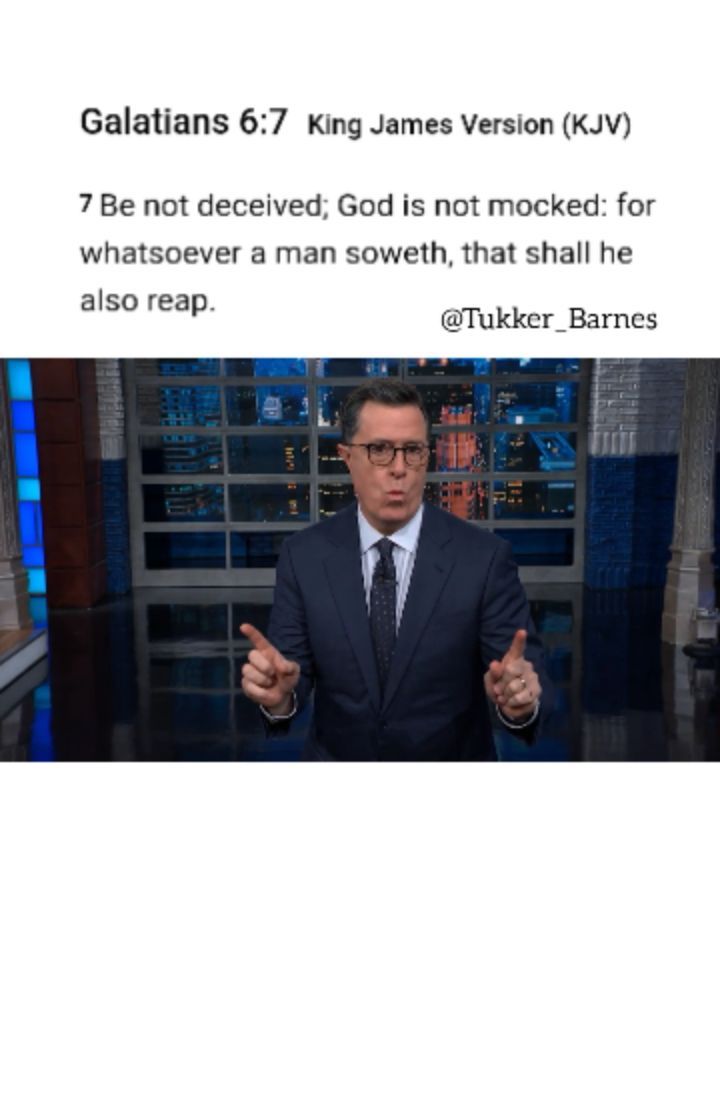 Galatians 6:7 King James Version (KJV)
7 Be not deceived; God is not mocked: for
whatsoever a man soweth, that shall he
also reap.
@Tukker_Barnes